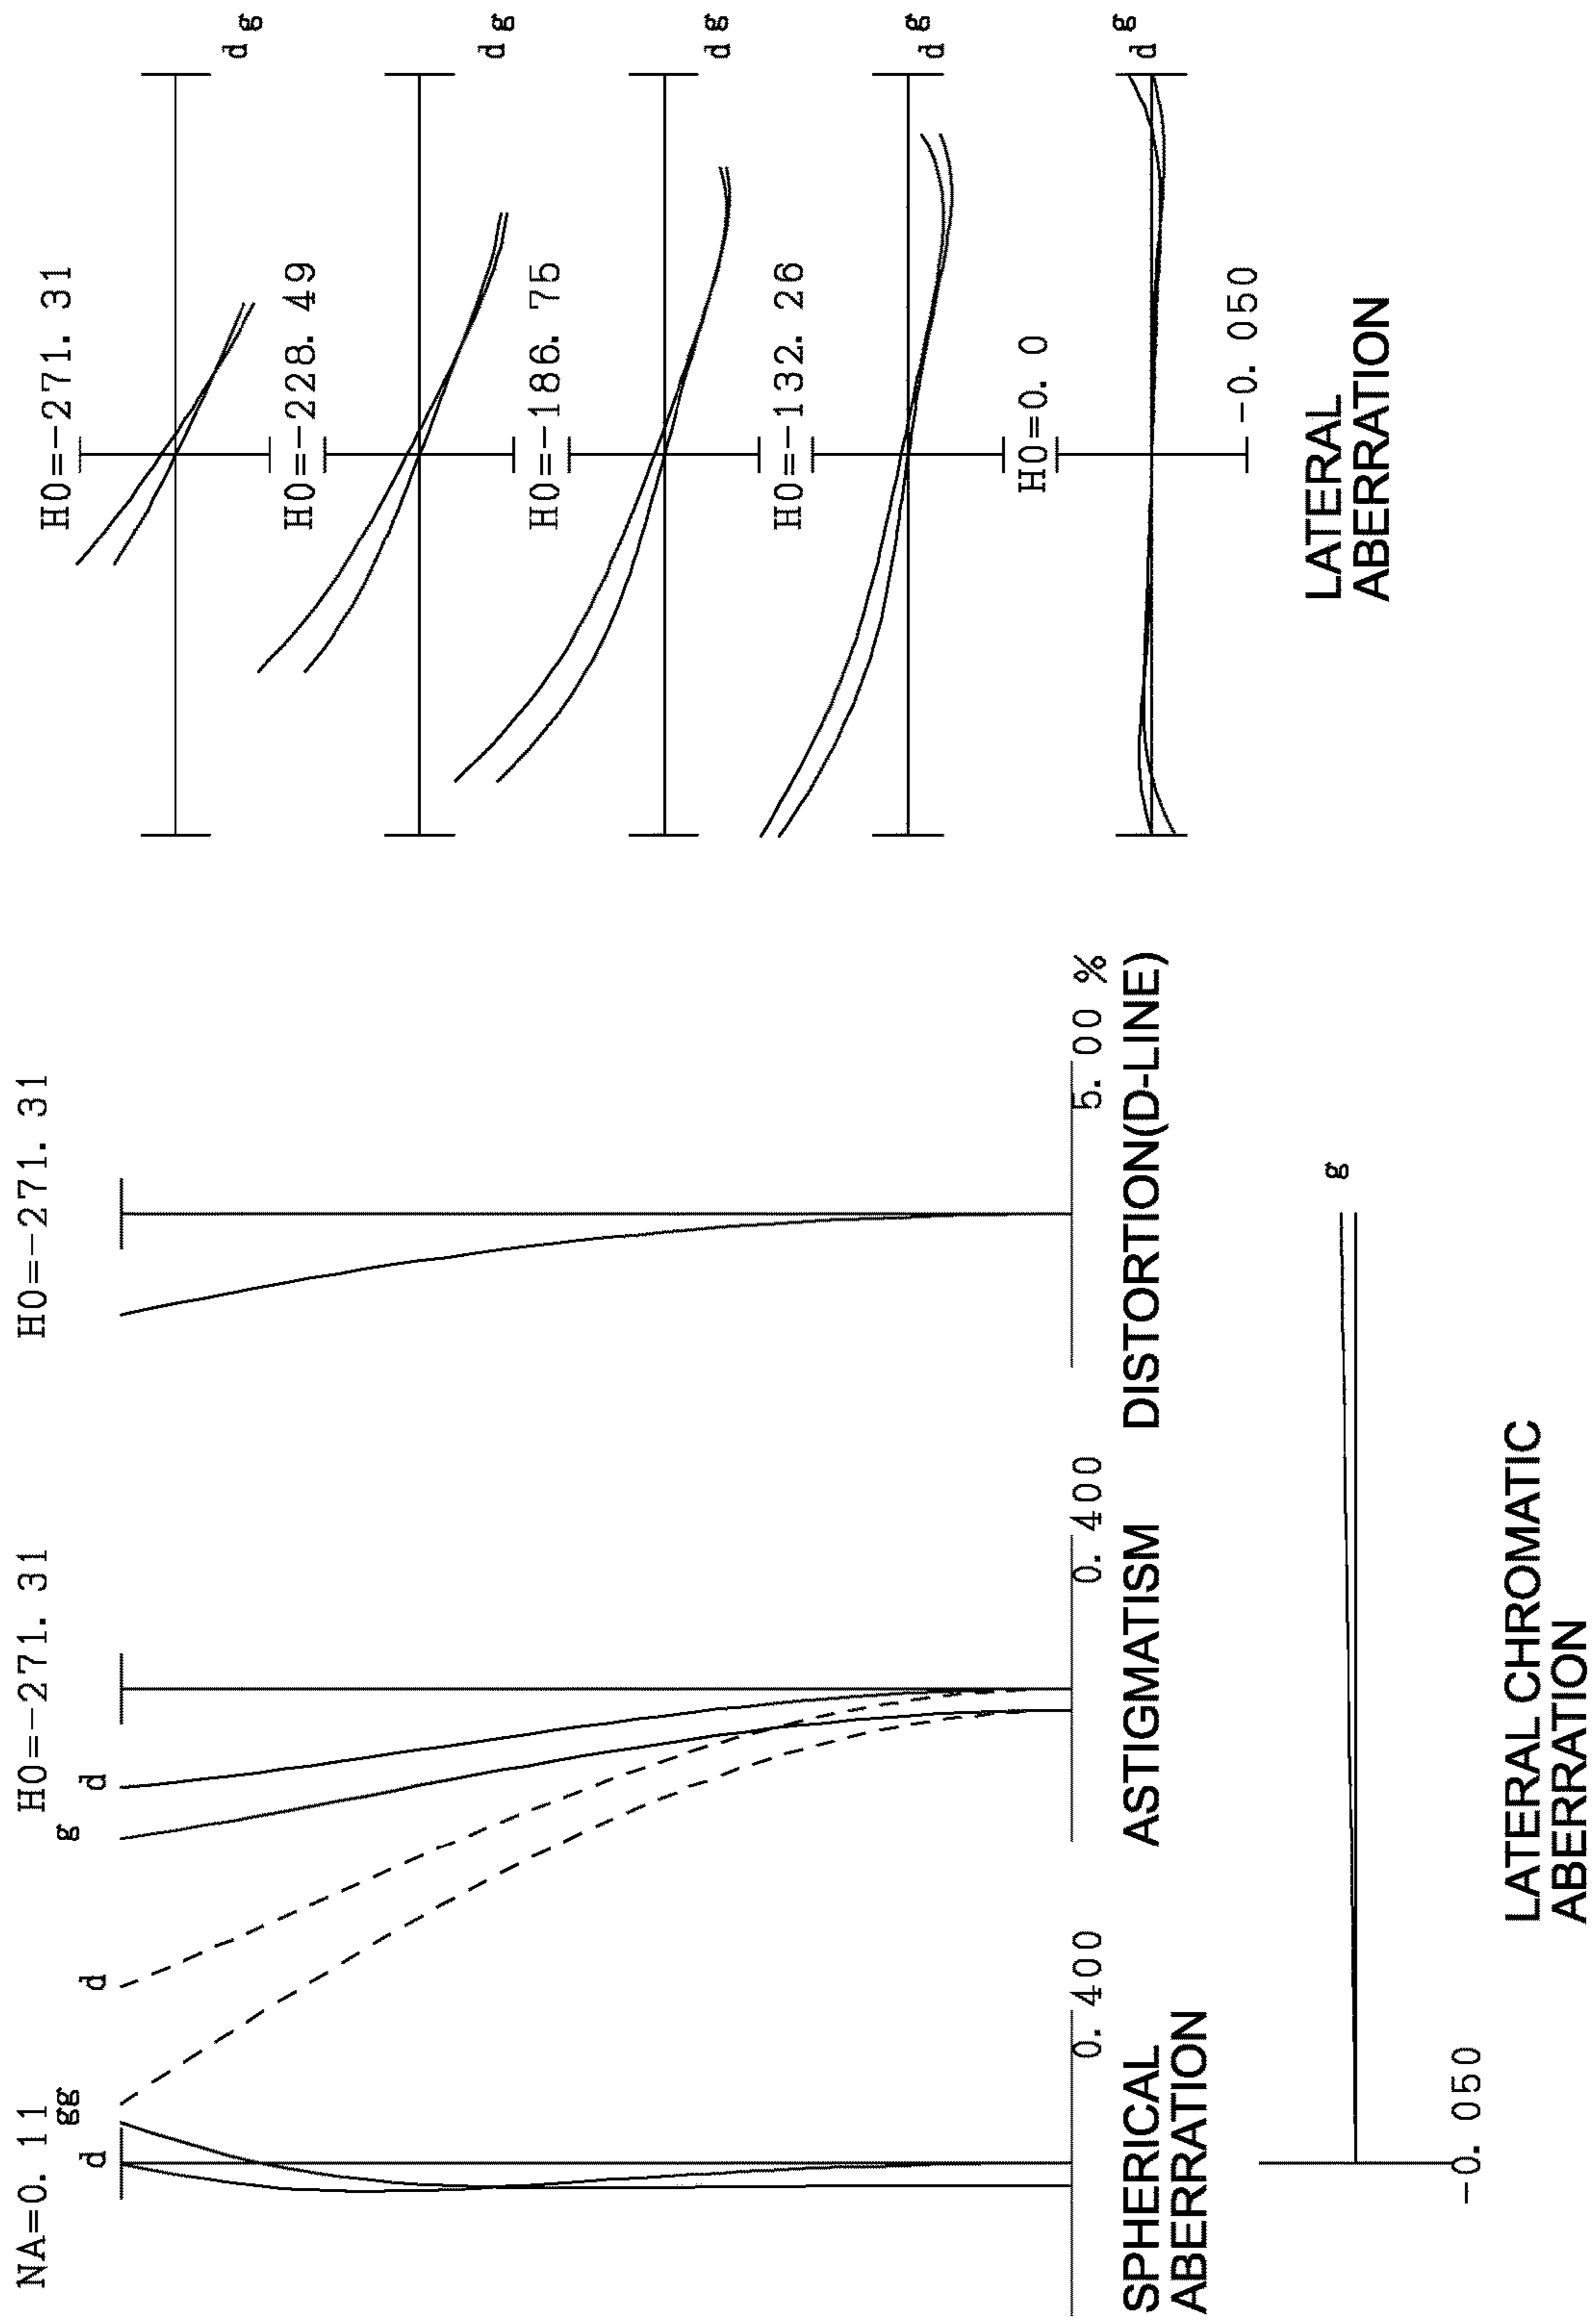 NA=0.11
d
gg
0.400
SPHERICAL
ABERRATION
H0=-271.31
d
g
d
0.400
ASTIGMATISM
H0=-271.31
5.00 %
DISTORTION(D-LINE)
g
-0.050
LATERAL CHROMATIC
ABERRATION
H0=-271.31
d g
H0=-228.49
d g
H0=-186.75
d g
H0=-132.26
d g
H0=0.0
d g
-0.050
LATERAL
ABERRATION